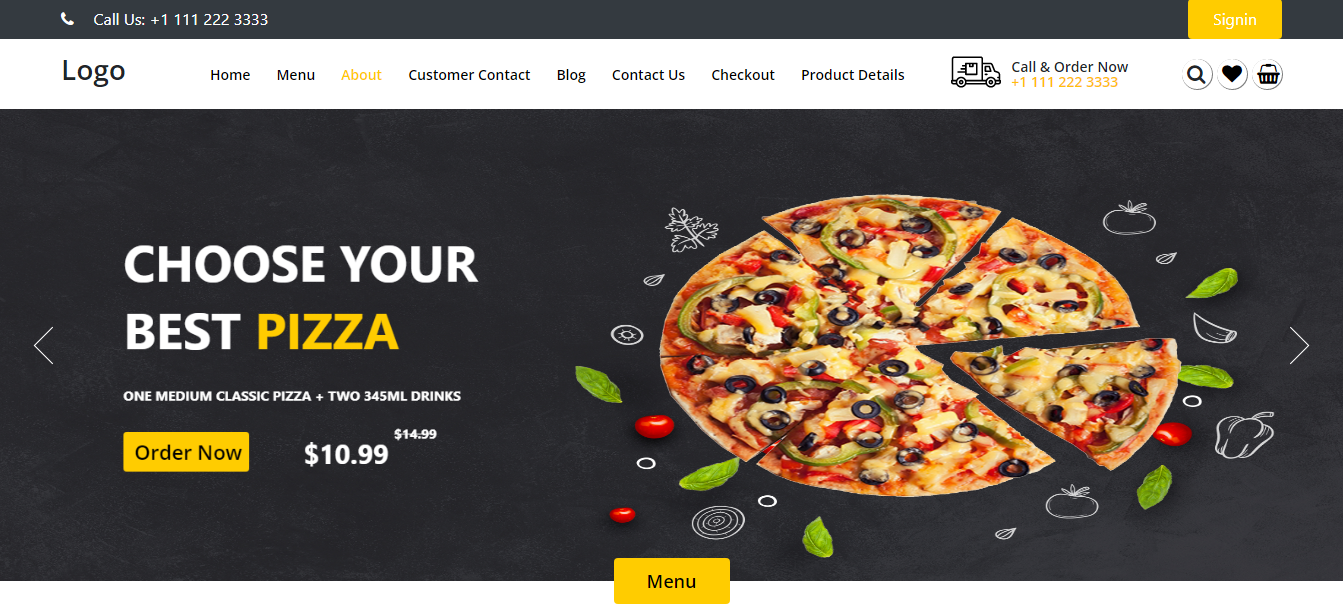 Call Us: +1 111 222 3333
Signin
Logo
Home
Menu
About
Customer Contact
Blog
Contact Us
Checkout
Product Details
Call & Order Now
+1 111 222 3333
CHOOSE YOUR
BEST PIZZA
ONE MEDIUM CLASSIC PIZZA + TWO 345ML DRINKS
Order Now
$10.99
$14.99
Menu